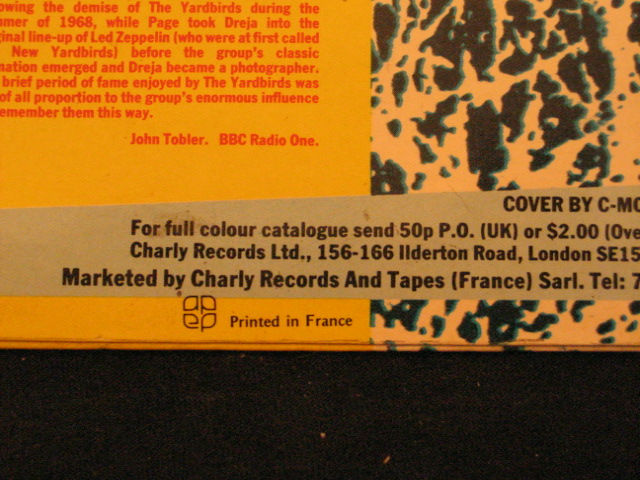 owing the demise of The Yardbirds during the
mer of 1968, while Page took Dreja into the
ginal line-up of Led Zeppelin (who were at first called
New Yardbirds) before the group's classic
mation emerged and Dreja became a photographer.
brief period of fame enjoyed by The Yardbirds was
of all proportion to the group's enormous influence
emember them this way.
John Tobler. BBC Radio One.
COVER BY C-MO
For full colour catalogue send 50p P.O. (UK) or $2.00 (Ove
Charly Records Ltd., 156-166 Ilderton Road, London SE15
Marketed by Charly Records And Tapes (France) Sarl. Tel: 7
ap
ep
Printed in France